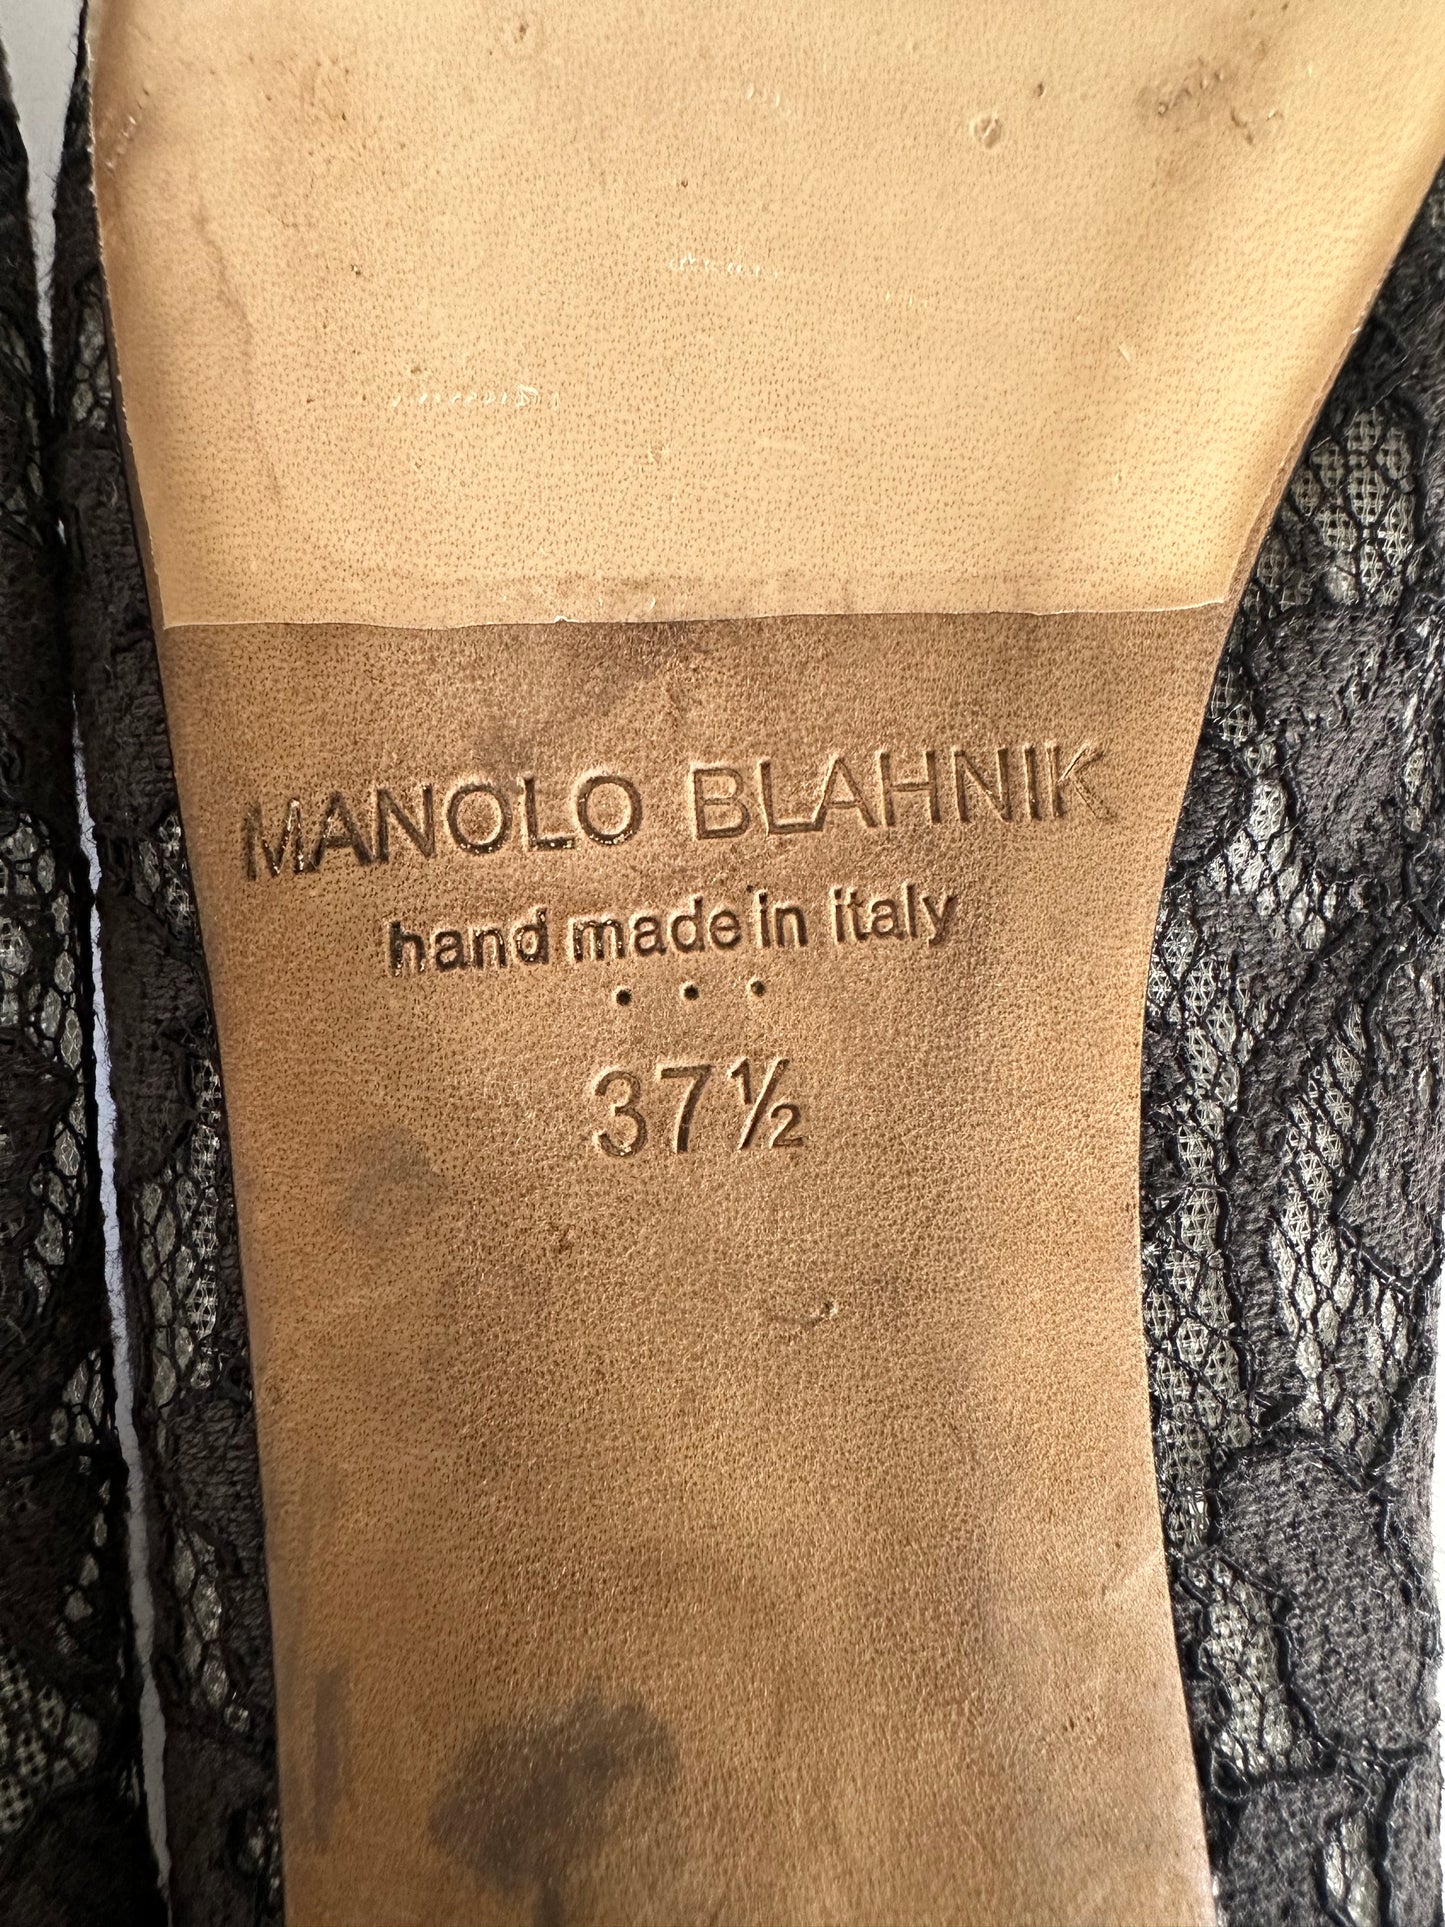 MANOLO BLAHNIK
hand made in italy
• • •
37½